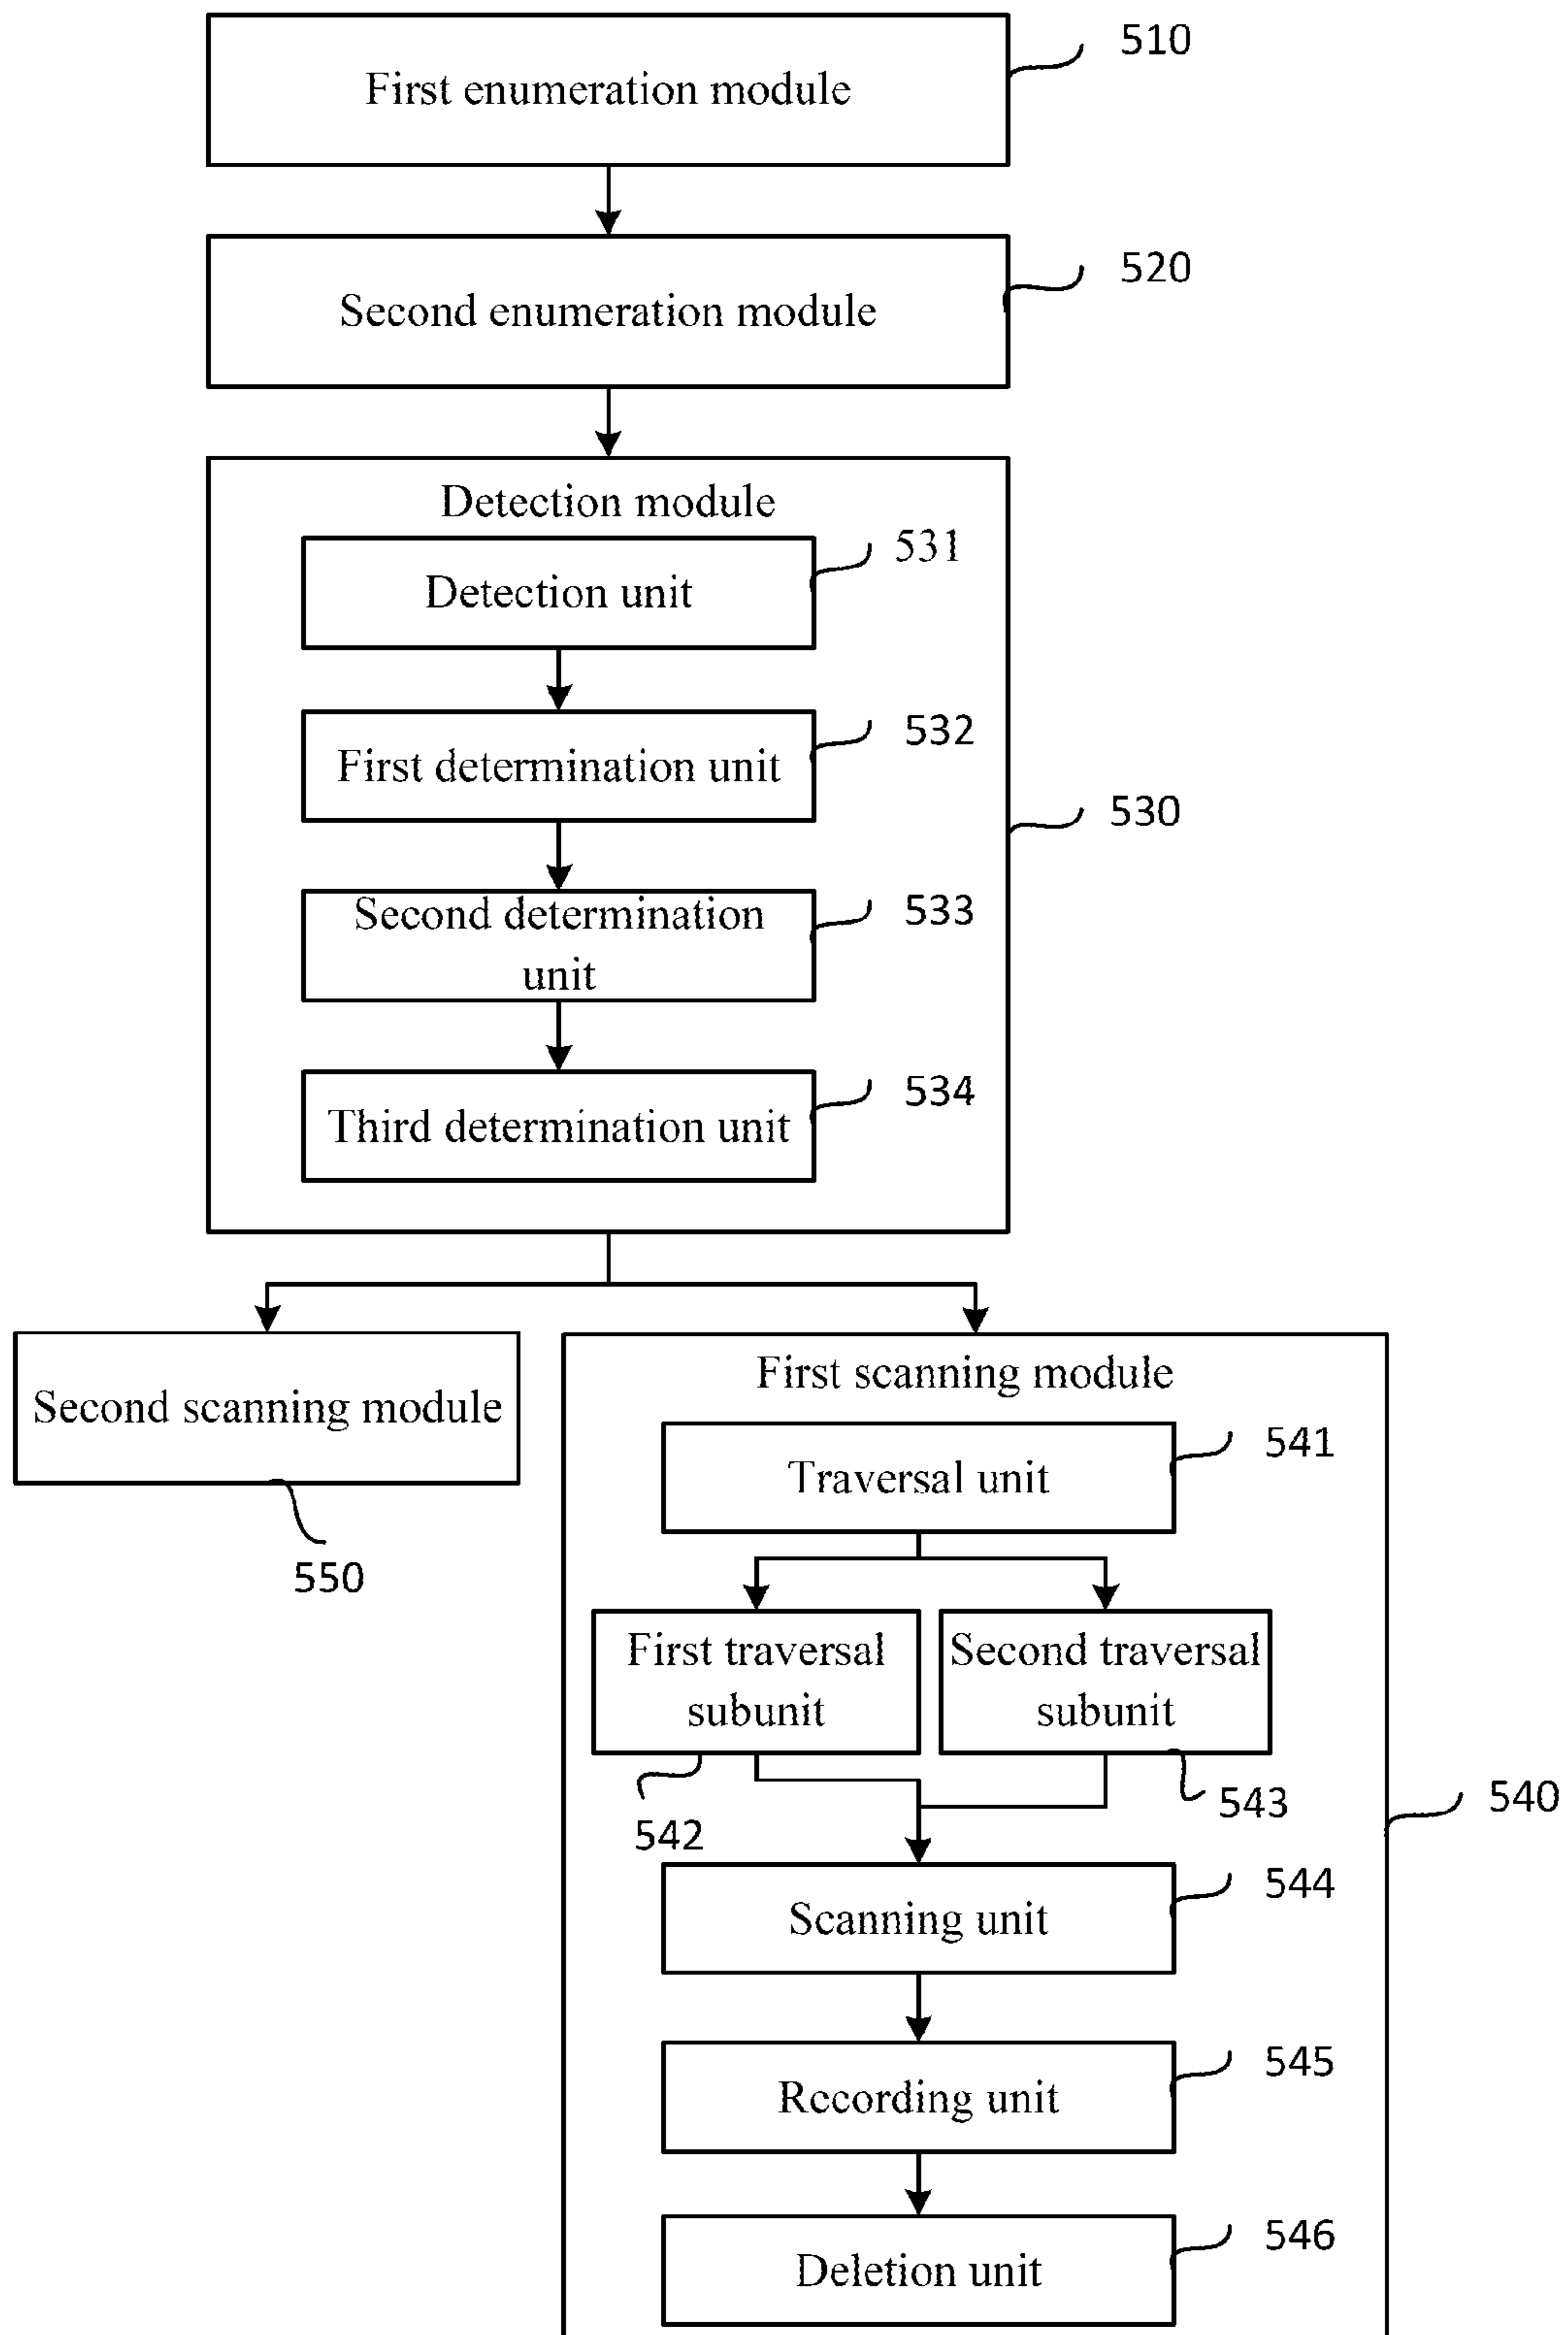 First enumeration module
510
Second enumeration module
520
Detection module
Detection unit
531
First determination unit
532
530
Second determination
unit
533
Third determination unit
534
Second scanning module
550
First scanning module
Traversal unit
541
First traversal
subunit
542
Second traversal
subunit
543
540
Scanning unit
544
Recording unit
545
Deletion unit
546